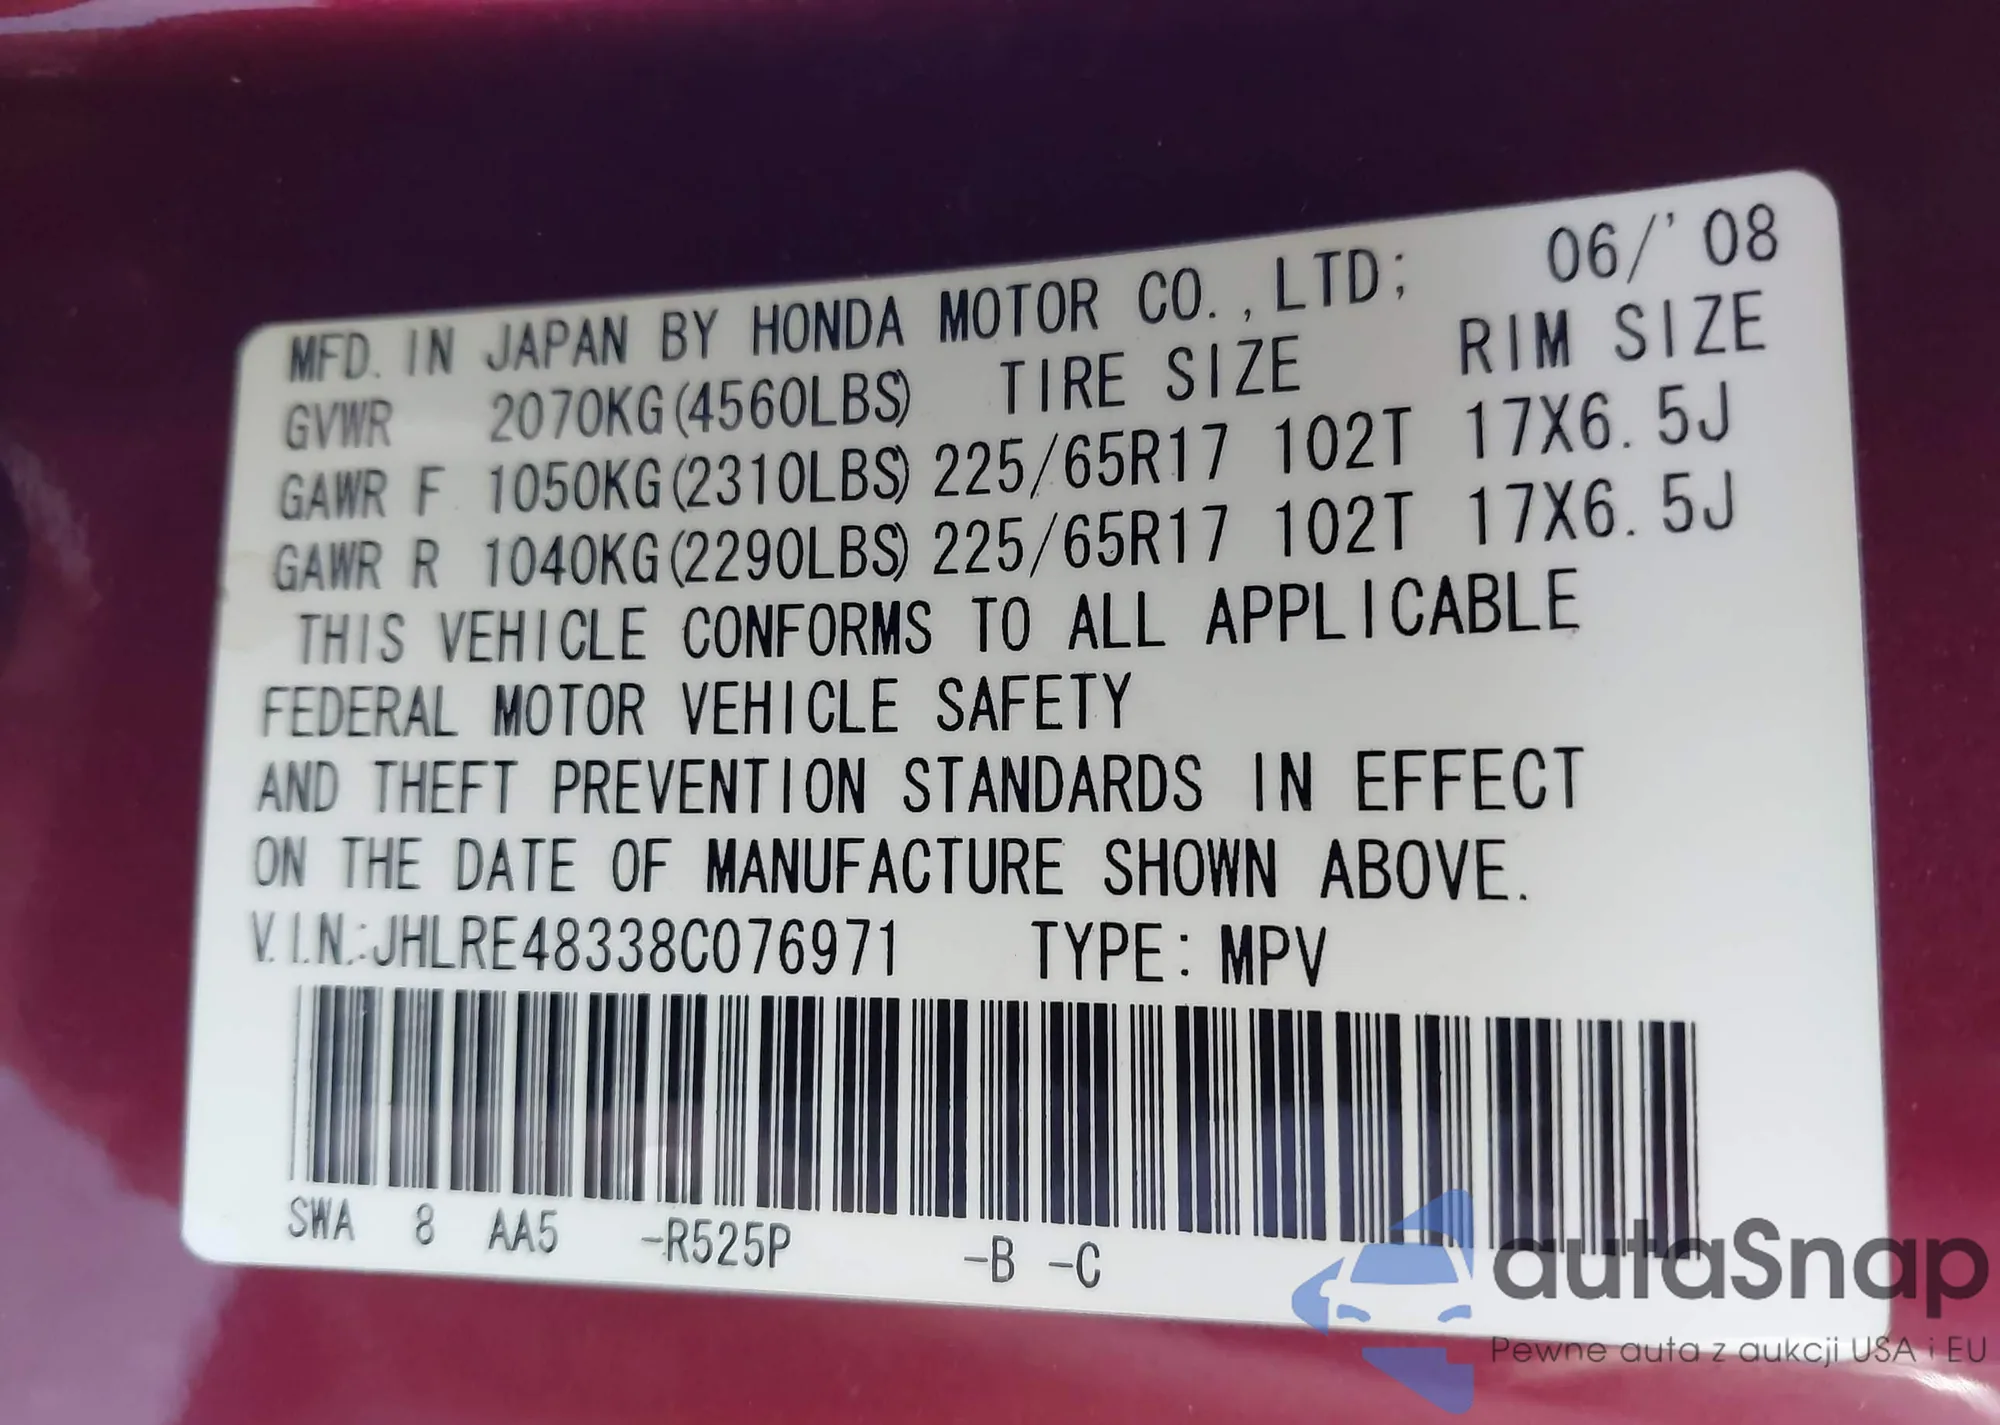 MFD. IN JAPAN BY HONDA MOTOR CO.,LTD; 06/'08
GVWR 2070KG(4560LBS) TIRE SIZE RIM SIZE
GAWR F 1050KG(2310LBS) 225/65R17 102T 17X6.5J
GAWR R 1040KG(2290LBS) 225/65R17 102T 17X6.5J
THIS VEHICLE CONFORMS TO ALL APPLICABLE
FEDERAL MOTOR VEHICLE SAFETY
AND THEFT PREVENTION STANDARDS IN EFFECT
ON THE DATE OF MANUFACTURE SHOWN ABOVE.
V.I.N.:JHLRE48338C076971 TYPE: MPV
SWA 8 AA5 -R525P -B -C
autaSnap
Pewne auta z aukcji USA i EU